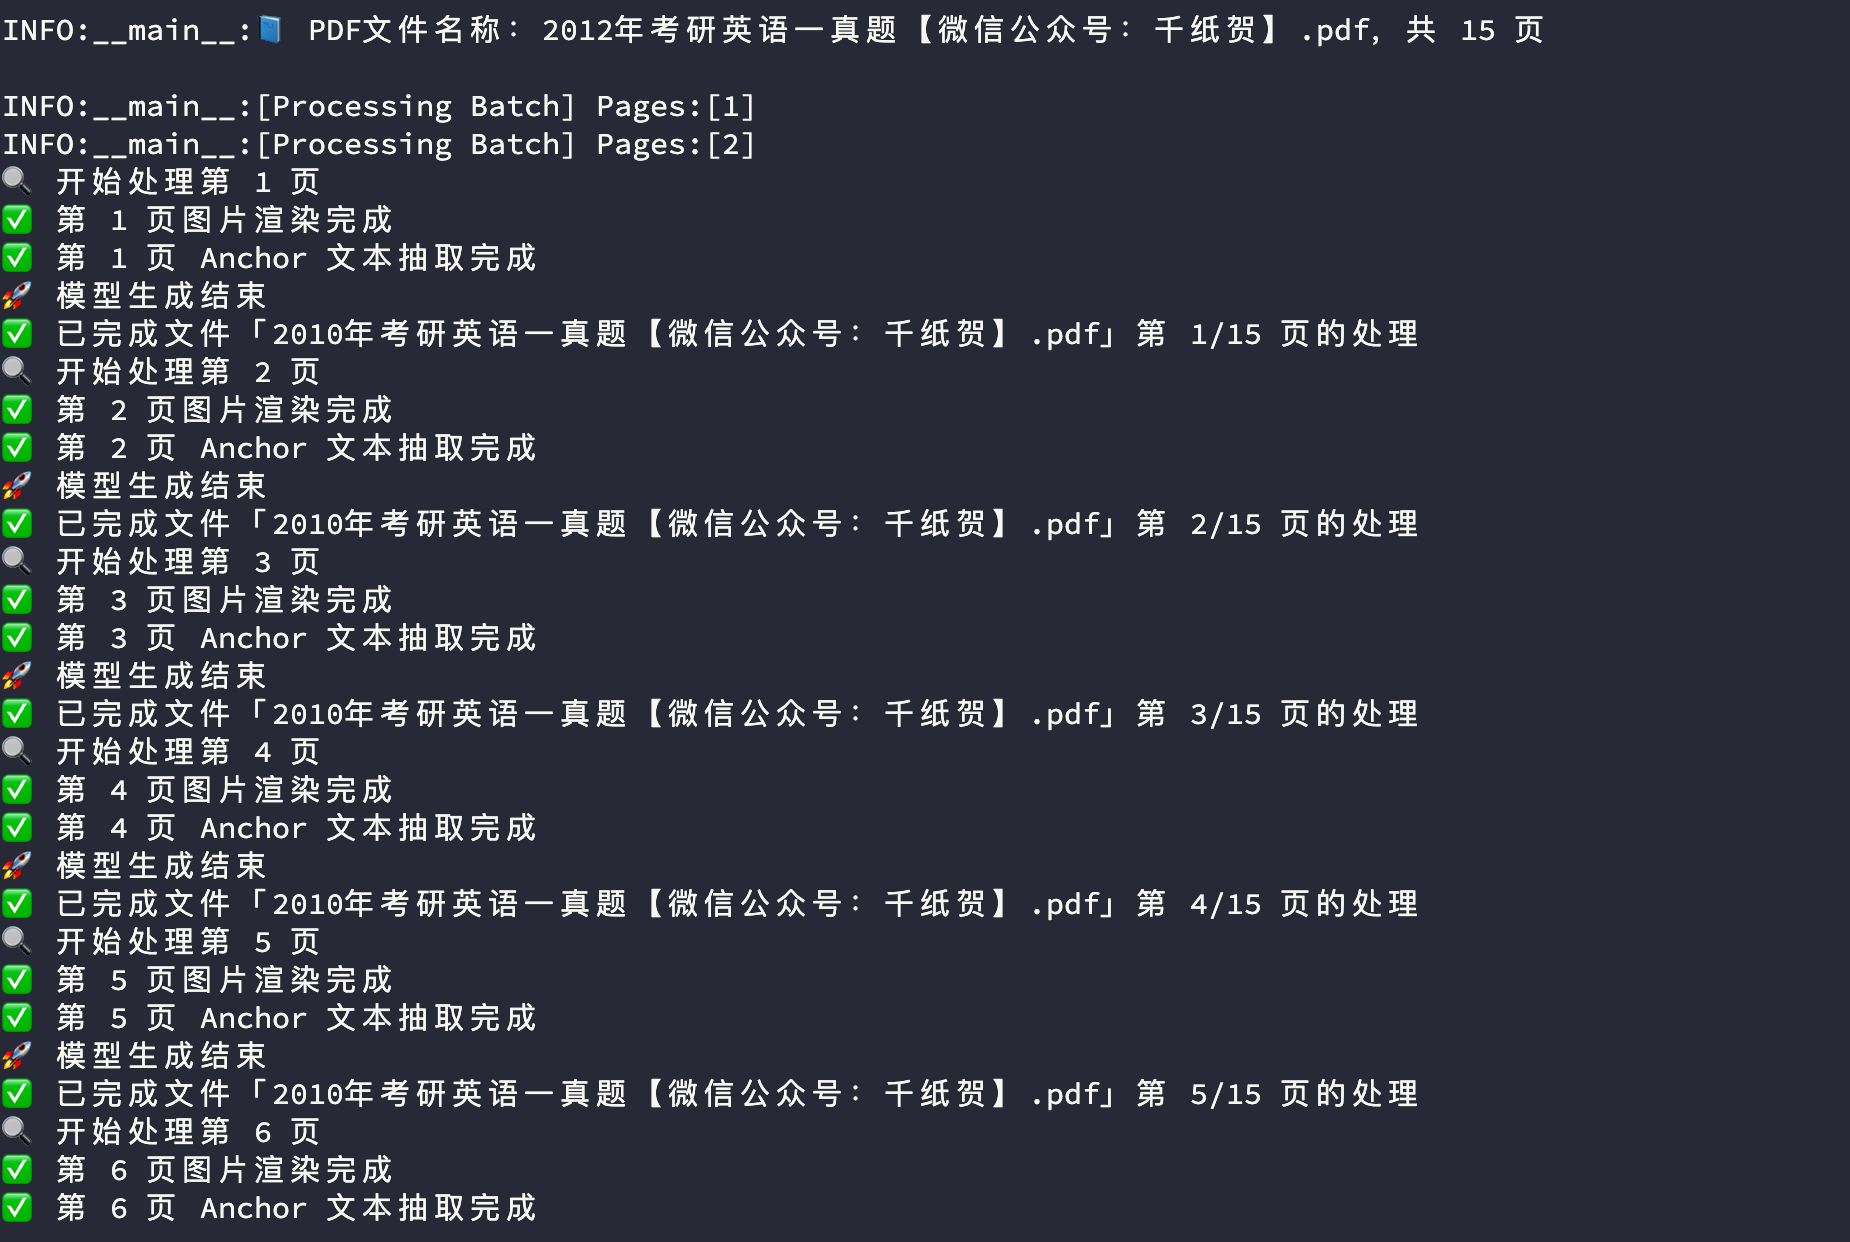 INFO:__main__:📘 PDF文件名称：2012年考研英语一真题【微信公众号：千纸贺】.pdf, 共 15 页
INFO:__main__:[Processing Batch] Pages:[1]
INFO:__main__:[Processing Batch] Pages:[2]
🔍 开始处理第 1 页
✅ 第 1 页图片渲染完成
✅ 第 1 页 Anchor 文本抽取完成
🚀 模型生成结束
✅ 已完成文件「2010年考研英语一真题【微信公众号：千纸贺】.pdf」第 1/15 页的处理
🔍 开始处理第 2 页
✅ 第 2 页图片渲染完成
✅ 第 2 页 Anchor 文本抽取完成
🚀 模型生成结束
✅ 已完成文件「2010年考研英语一真题【微信公众号：千纸贺】.pdf」第 2/15 页的处理
🔍 开始处理第 3 页
✅ 第 3 页图片渲染完成
✅ 第 3 页 Anchor 文本抽取完成
🚀 模型生成结束
✅ 已完成文件「2010年考研英语一真题【微信公众号：千纸贺】.pdf」第 3/15 页的处理
🔍 开始处理第 4 页
✅ 第 4 页图片渲染完成
✅ 第 4 页 Anchor 文本抽取完成
🚀 模型生成结束
✅ 已完成文件「2010年考研英语一真题【微信公众号：千纸贺】.pdf」第 4/15 页的处理
🔍 开始处理第 5 页
✅ 第 5 页图片渲染完成
✅ 第 5 页 Anchor 文本抽取完成
🚀 模型生成结束
✅ 已完成文件「2010年考研英语一真题【微信公众号：千纸贺】.pdf」第 5/15 页的处理
🔍 开始处理第 6 页
✅ 第 6 页图片渲染完成
✅ 第 6 页 Anchor 文本抽取完成